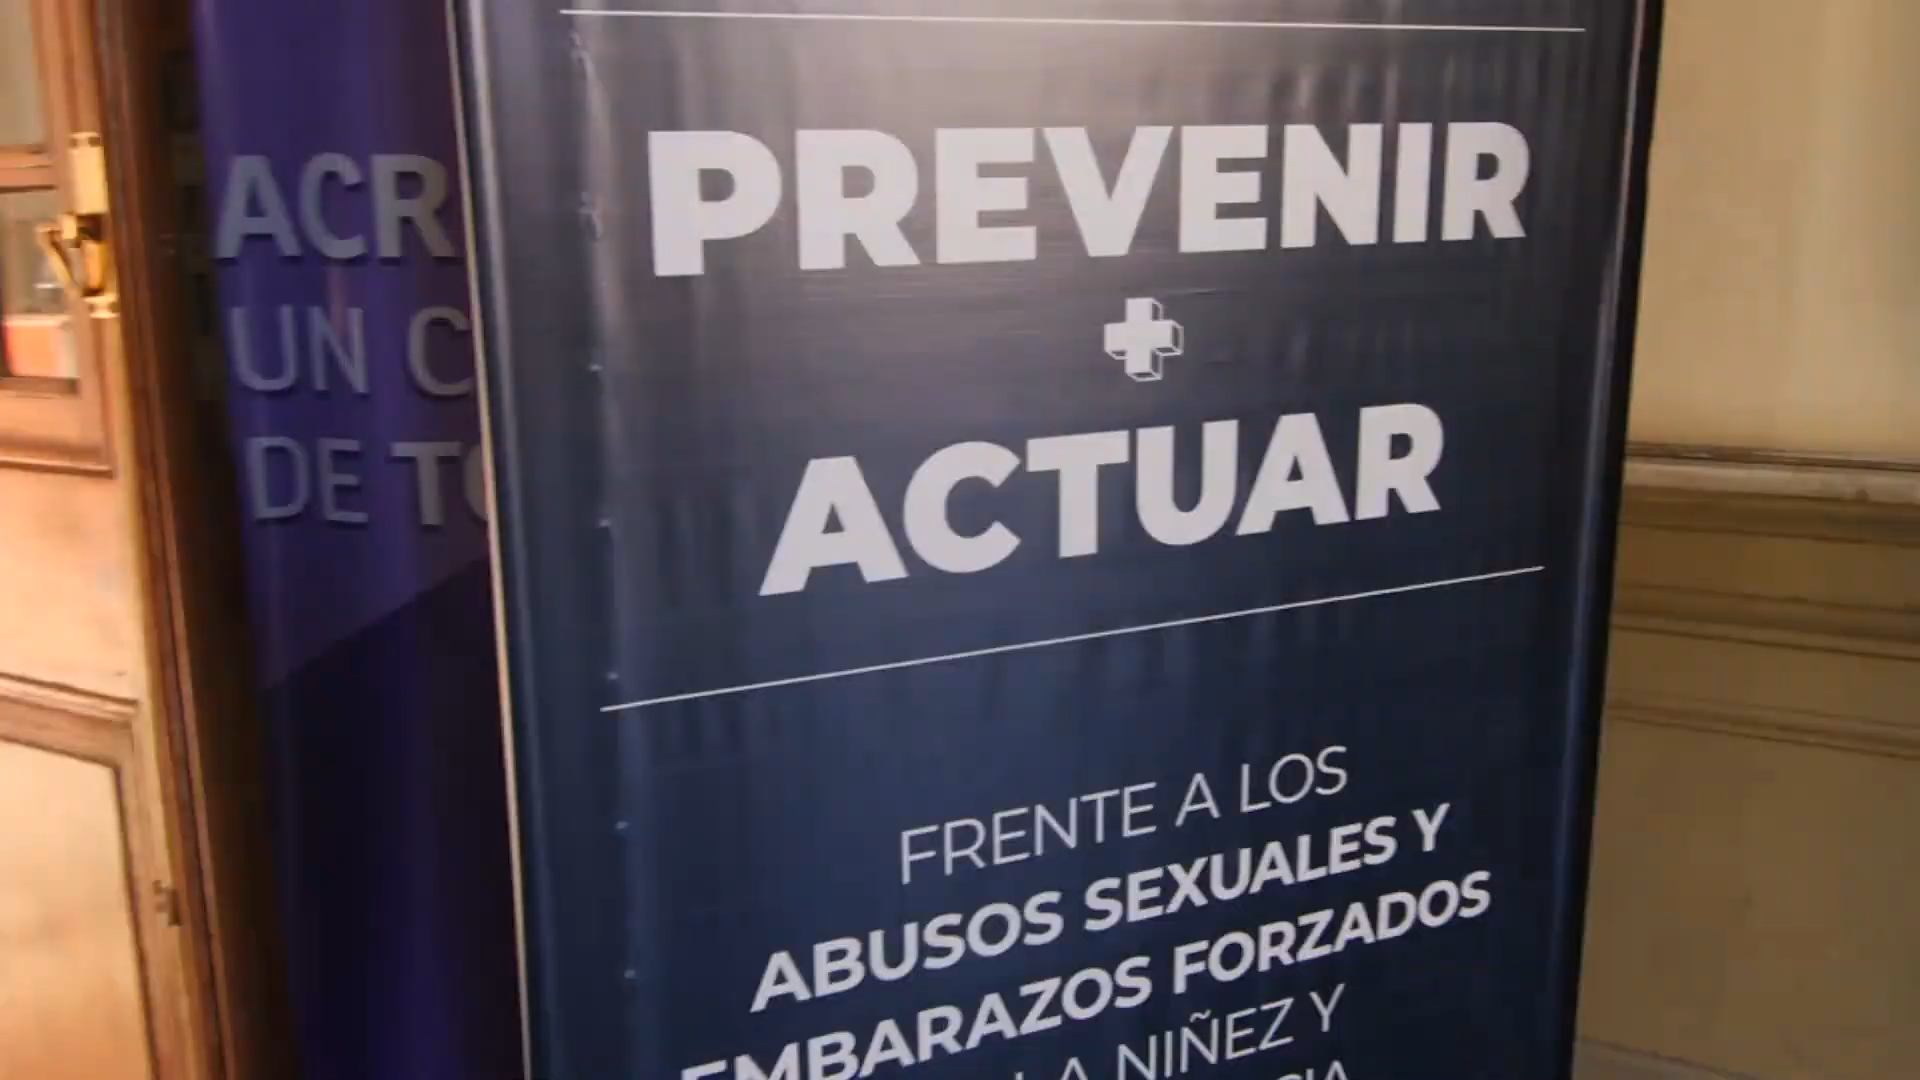 ACR
UN C
DE TO
PREVENIR
+
ACTUAR
FRENTE A LOS
ABUSOS SEXUALES Y
EMBARAZOS FORZADOS
LA NIÑEZ Y